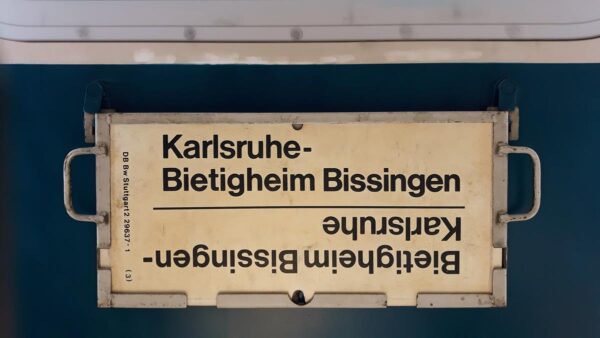 Karlsruhe-
Bietigheim Bissingen
Bietigheim Bissingen-
Karlsruhe
DB Bw Stuttgart 2 29637-1 (3)